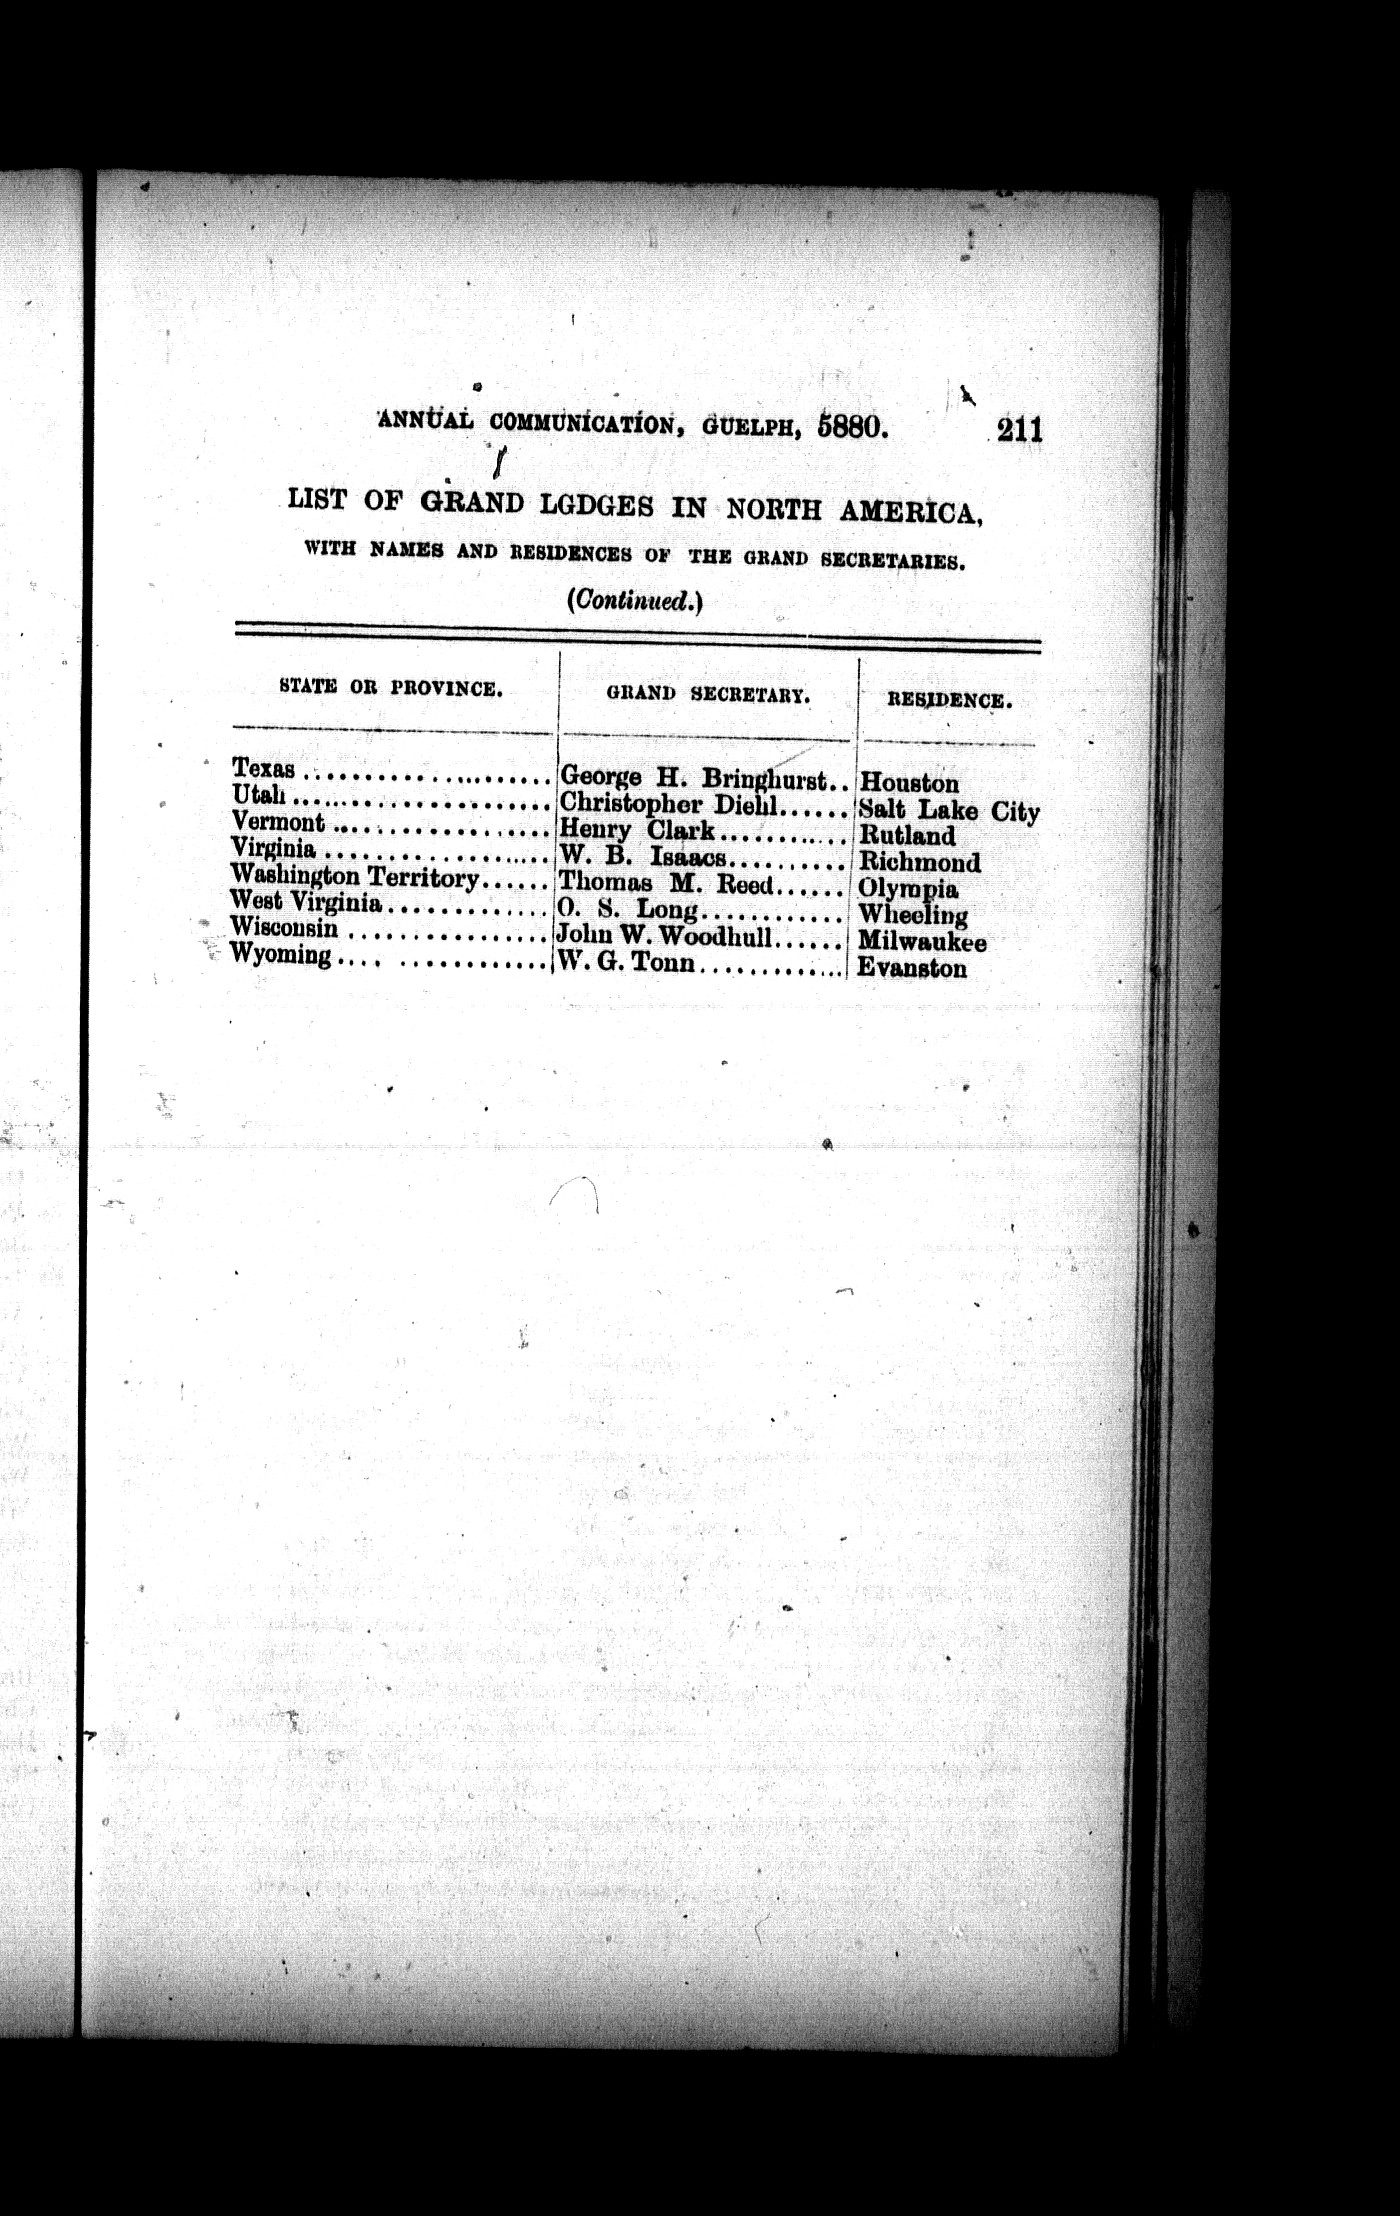 ANNUAL COMMUNICATION, GUELPH, 5880. 211
LIST OF GRAND LGDGES IN NORTH AMERICA,
WITH NAMES AND RESIDENCES OF THE GRAND SECRETARIES.
(Continued.)
STATE OR PROVINCE. GRAND SECRETARY. RESIDENCE.
Texas .................... George H. Bringhurst.. Houston
Utah ..................... Christopher Diehl...... Salt Lake City
Vermont .................. Henry Clark........... Rutland
Virginia ................... W. B. Isaacs.......... Richmond
Washington Territory...... Thomas M. Reed...... Olympia
West Virginia............. O. S. Long............ Wheeling
Wisconsin ................ John W. Woodhull...... Milwaukee
Wyoming.... ............ W. G. Tonn............. Evanston